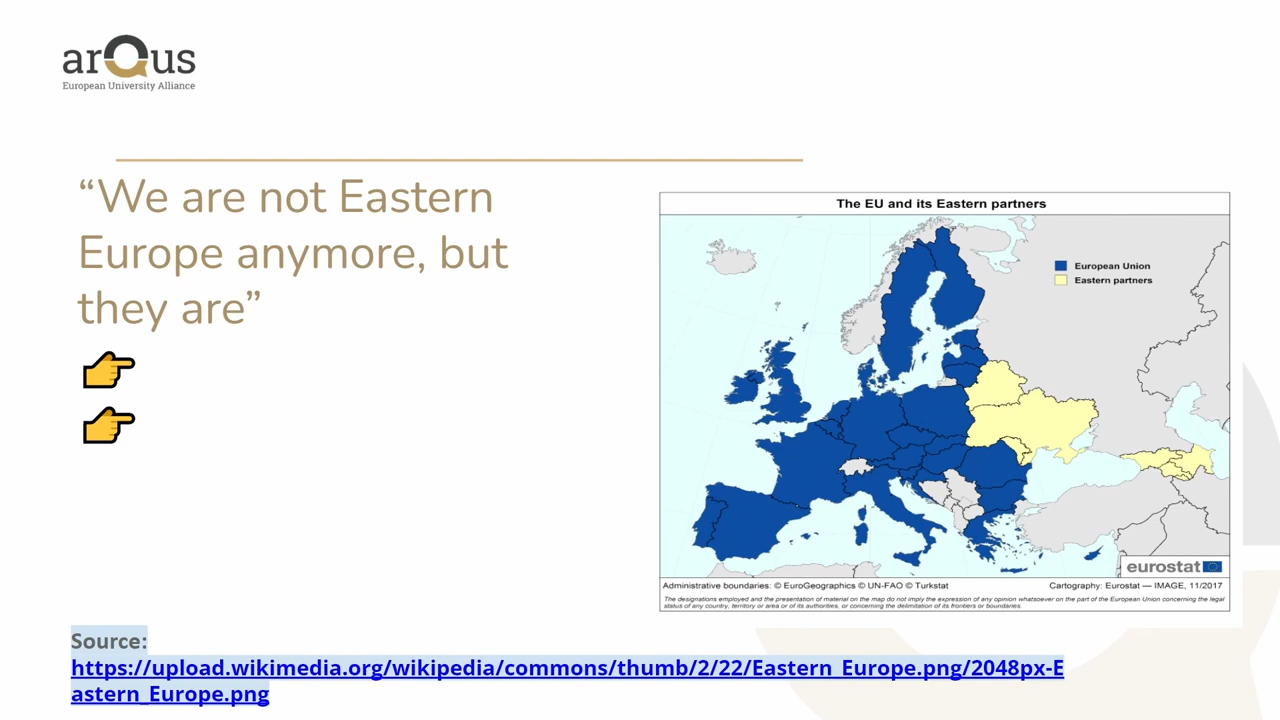 arQus
European University Alliance
“We are not Eastern
Europe anymore, but
they are”
The EU and its Eastern partners
European Union
Eastern partners
eurostat
Administrative boundaries: © EuroGeographics © UN-FAO © Turkstat
Cartography: Eurostat — IMAGE, 11/2017
The designations employed and the presentation of material on the map do not imply the expression of any opinion whatsoever on the part of the European Union concerning the legal
status of any country, territory or area or of its authorities, or concerning the delimitation of its frontiers or boundaries.
Source:
https://upload.wikimedia.org/wikipedia/commons/thumb/2/22/Eastern_Europe.png/2048px-E
astern_Europe.png